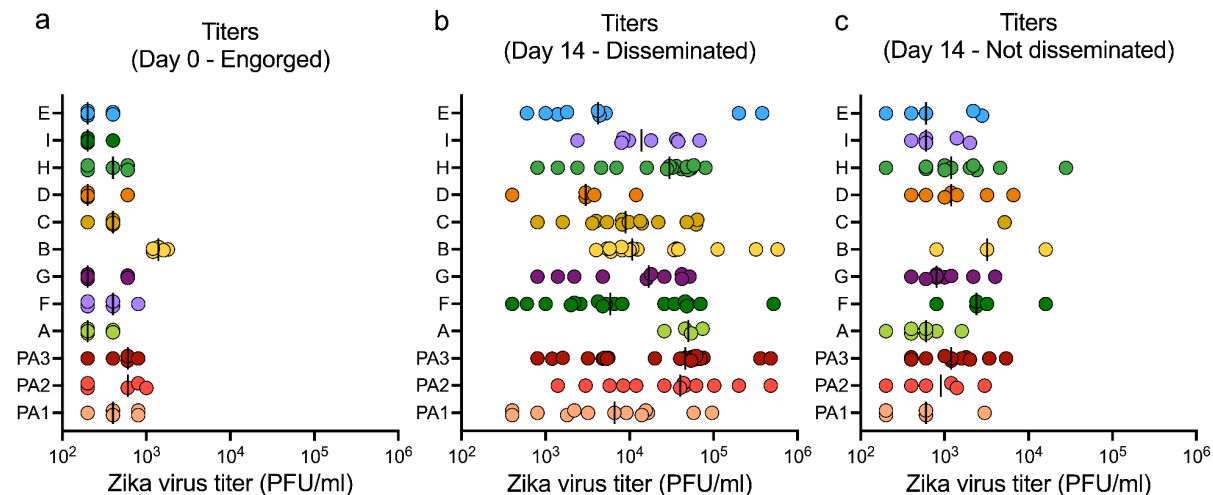 a
Titers
(Day 0 - Engorged)
E
I
H
D
C
B
G
F
A
PA3
PA2
PA1
10² 10³ 10⁴ 10⁵ 10⁶
Zika virus titer (PFU/ml)
b
Titers
(Day 14 - Disseminated)
E
I
H
D
C
B
G
F
A
PA3
PA2
PA1
10² 10³ 10⁴ 10⁵ 10⁶
Zika virus titer (PFU/ml)
c
Titers
(Day 14 - Not disseminated)
E
I
H
D
C
B
G
F
A
PA3
PA2
PA1
10² 10³ 10⁴ 10⁵ 10⁶
Zika virus titer (PFU/ml)